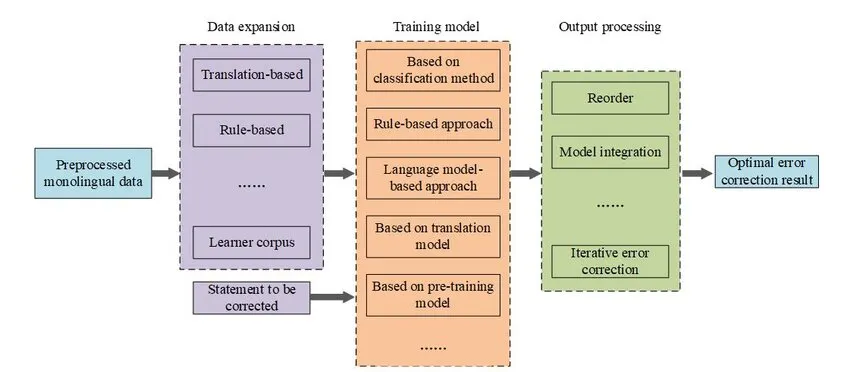 Data expansion
Training model
Output processing
Preprocessed
monolingual data
Translation-based
Rule-based
......
Learner corpus
Statement to be
corrected
Based on
classification method
Rule-based approach
Language model-
based approach
Based on translation
model
Based on pre-training
model
......
Reorder
Model integration
......
Iterative error
correction
Optimal error
correction result